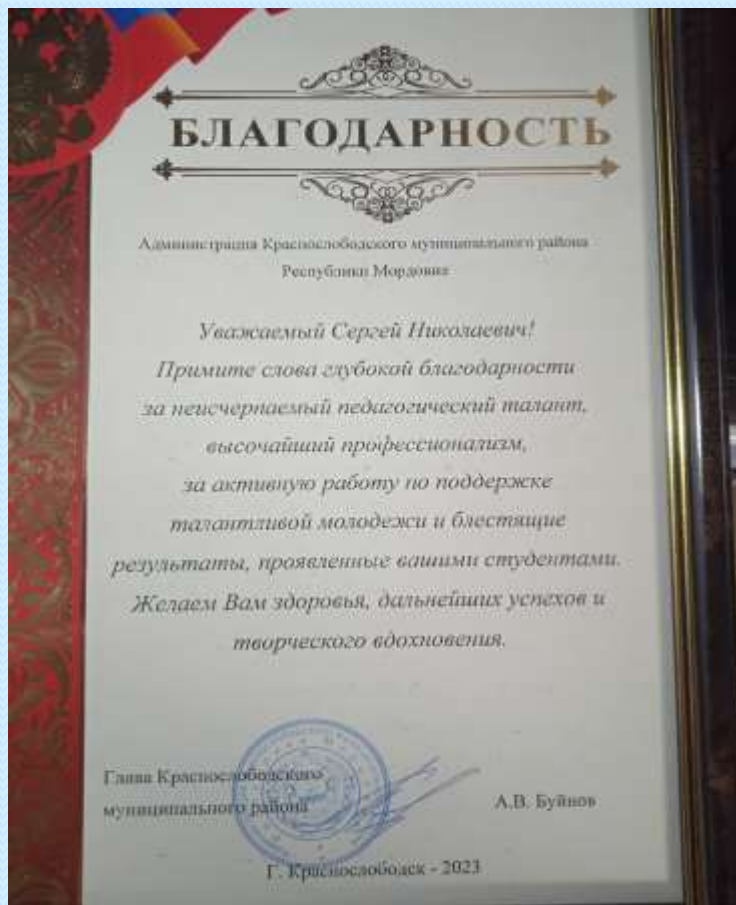 БЛАГОДАРНОСТЬ
Администрация Краснослободского муниципального района
Республики Мордовия
Уважаемый Сергей Николаевич!
Примите слова глубокой благодарности
за неисчерпаемый педагогический талант,
высочайший профессионализм,
за активную работу по поддержке
талантливой молодежи и блестящие
результаты, проявленные вашими студентами.
Желаем Вам здоровья, дальнейших успехов и
творческого вдохновения.
Глава Краснослободского
муниципального района
А.В. Буйнов
Г. Краснослободск - 2023